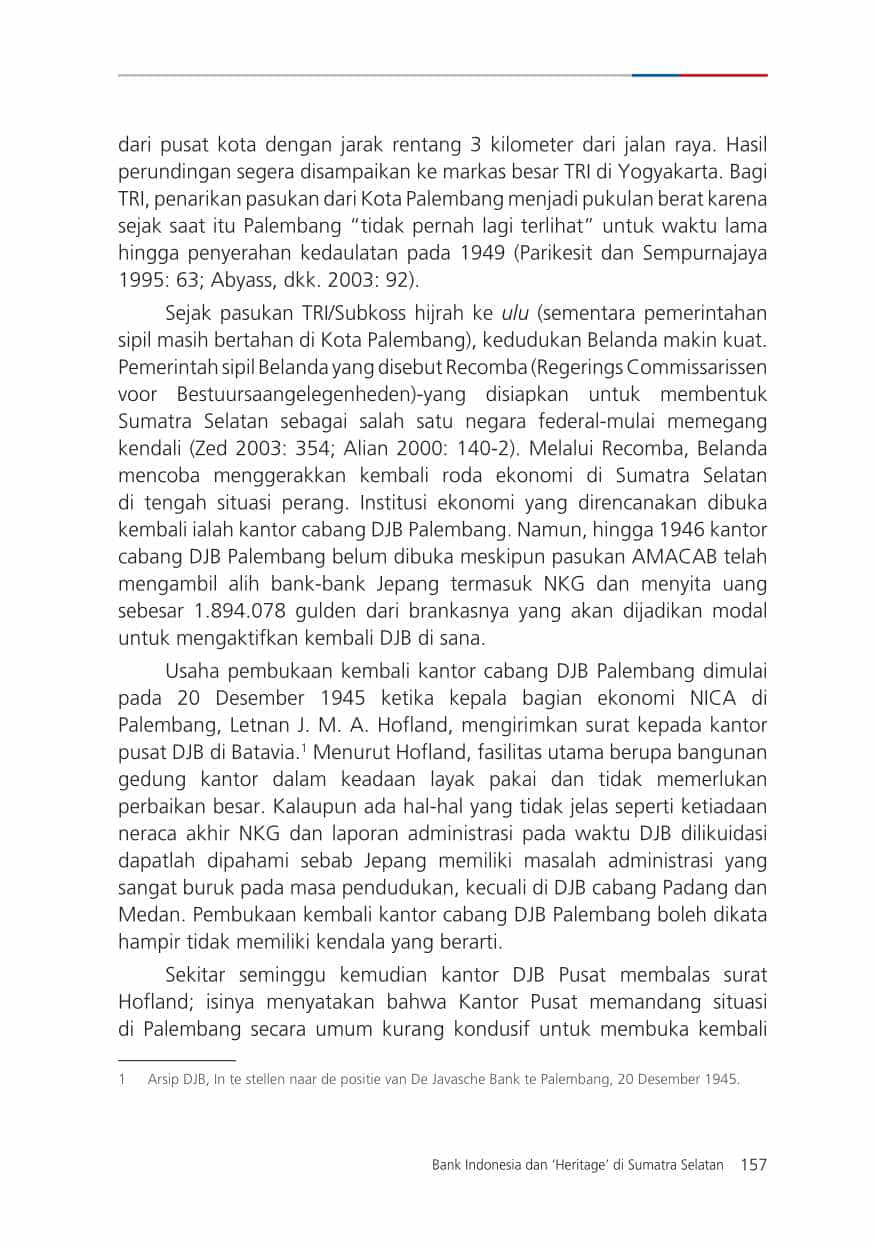 dari pusat kota dengan jarak rentang 3 kilometer dari jalan raya. Hasil
perundingan segera disampaikan ke markas besar TRI di Yogyakarta. Bagi
TRI, penarikan pasukan dari Kota Palembang menjadi pukulan berat karena
sejak saat itu Palembang “tidak pernah lagi terlihat” untuk waktu lama
hingga penyerahan kedaulatan pada 1949 (Parikesit dan Sempurnajaya
1995: 63; Abyass, dkk. 2003: 92).
Sejak pasukan TRI/Subkoss hijrah ke ulu (sementara pemerintahan
sipil masih bertahan di Kota Palembang), kedudukan Belanda makin kuat.
Pemerintah sipil Belanda yang disebut Recomba (Regerings Commissarissen
voor Bestuursaangelegenheden)-yang disiapkan untuk membentuk
Sumatra Selatan sebagai salah satu negara federal-mulai memegang
kendali (Zed 2003: 354; Alian 2000: 140-2). Melalui Recomba, Belanda
mencoba menggerakkan kembali roda ekonomi di Sumatra Selatan
di tengah situasi perang. Institusi ekonomi yang direncanakan dibuka
kembali ialah kantor cabang DJB Palembang. Namun, hingga 1946 kantor
cabang DJB Palembang belum dibuka meskipun pasukan AMACAB telah
mengambil alih bank-bank Jepang termasuk NKG dan menyita uang
sebesar 1.894.078 gulden dari brankasnya yang akan dijadikan modal
untuk mengaktifkan kembali DJB di sana.
Usaha pembukaan kembali kantor cabang DJB Palembang dimulai
pada 20 Desember 1945 ketika kepala bagian ekonomi NICA di
Palembang, Letnan J. M. A. Hofland, mengirimkan surat kepada kantor
pusat DJB di Batavia.1 Menurut Hofland, fasilitas utama berupa bangunan
gedung kantor dalam keadaan layak pakai dan tidak memerlukan
perbaikan besar. Kalaupun ada hal-hal yang tidak jelas seperti ketiadaan
neraca akhir NKG dan laporan administrasi pada waktu DJB dilikuidasi
dapatlah dipahami sebab Jepang memiliki masalah administrasi yang
sangat buruk pada masa pendudukan, kecuali di DJB cabang Padang dan
Medan. Pembukaan kembali kantor cabang DJB Palembang boleh dikata
hampir tidak memiliki kendala yang berarti.
Sekitar seminggu kemudian kantor DJB Pusat membalas surat
Hofland; isinya menyatakan bahwa Kantor Pusat memandang situasi
di Palembang secara umum kurang kondusif untuk membuka kembali
1 Arsip DJB, In te stellen naar de positie van De Javasche Bank te Palembang, 20 Desember 1945.
Bank Indonesia dan ‘Heritage’ di Sumatra Selatan 157